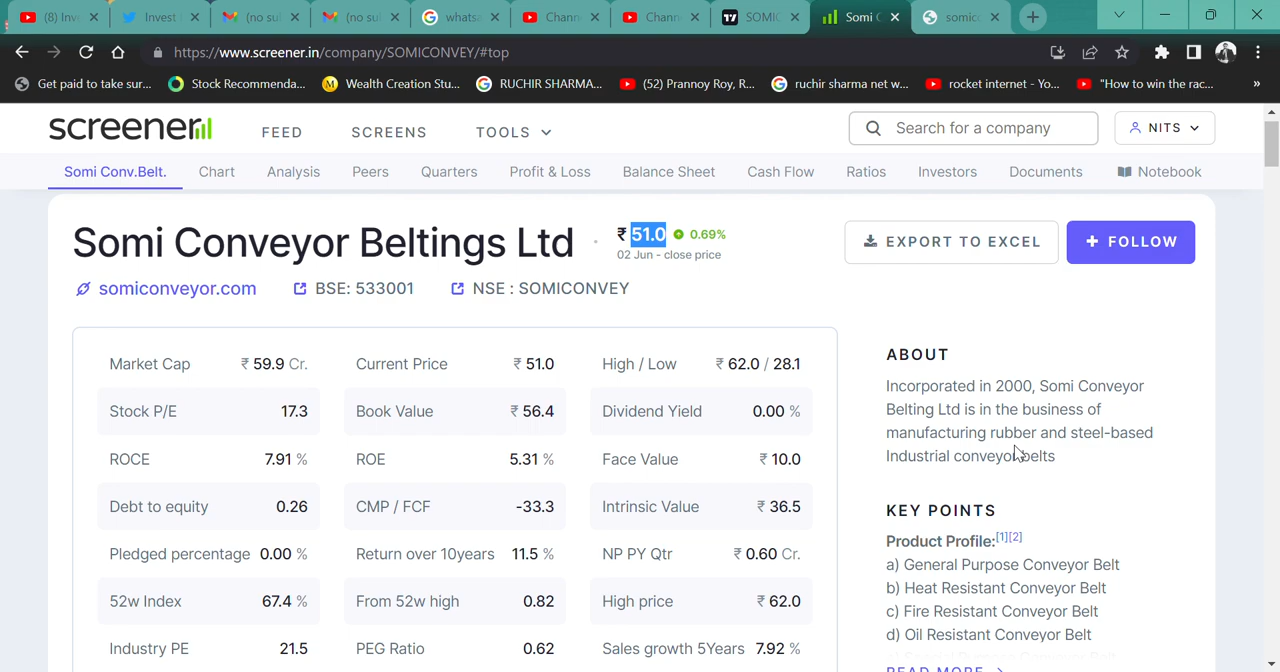 (8) Inv
Invest
M (no su
M (no su
whats
Chann
Chann
SOMIC
Somi C
somic
https://www.screener.in/company/SOMICONVEY/#top
Get paid to take sur... Stock Recommenda... Wealth Creation Stu... RUCHIR SHARMA... (52) Prannoy Roy, R... ruchir sharma net w... rocket internet - Yo... "How to win the rac... »
screener
FEED SCREENS TOOLS
Search for a company
NITS
Somi Conv.Belt. Chart Analysis Peers Quarters Profit & Loss Balance Sheet Cash Flow Ratios Investors Documents Notebook
Somi Conveyor Beltings Ltd
₹ 51.0 0.69%
02 Jun - close price
EXPORT TO EXCEL
+ FOLLOW
somiconveyor.com BSE: 533001 NSE : SOMICONVEY
Market Cap ₹ 59.9 Cr. Current Price ₹ 51.0 High / Low ₹ 62.0 / 28.1
Stock P/E 17.3 Book Value ₹ 56.4 Dividend Yield 0.00 %
ROCE 7.91 % ROE 5.31 % Face Value ₹ 10.0
Debt to equity 0.26 CMP / FCF -33.3 Intrinsic Value ₹ 36.5
Pledged percentage 0.00 % Return over 10years 11.5 % NP PY Qtr ₹ 0.60 Cr.
52w Index 67.4 % From 52w high 0.82 High price ₹ 62.0
Industry PE 21.5 PEG Ratio 0.62 Sales growth 5Years 7.92 %
ABOUT
Incorporated in 2000, Somi Conveyor
Belting Ltd is in the business of
manufacturing rubber and steel-based
Industrial conveyor belts
KEY POINTS
Product Profile:[1][2]
a) General Purpose Conveyor Belt
b) Heat Resistant Conveyor Belt
c) Fire Resistant Conveyor Belt
d) Oil Resistant Conveyor Belt
READ MORE